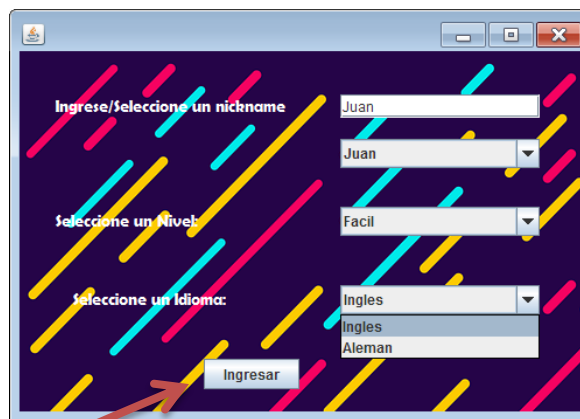 Ingrese/Seleccione un nickname
Juan
Juan
Seleccione un Nivel:
Facil
Seleccione un Idioma:
Ingles
Ingles
Aleman
Ingresar